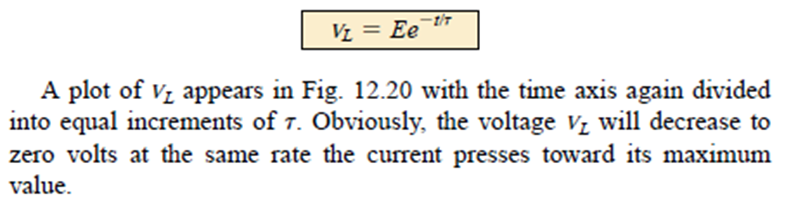 v_L = Ee^{−t/τ}
A plot of v_L appears in Fig. 12.20 with the time axis again divided
into equal increments of τ. Obviously, the voltage v_L will decrease to
zero volts at the same rate the current presses toward its maximum
value.